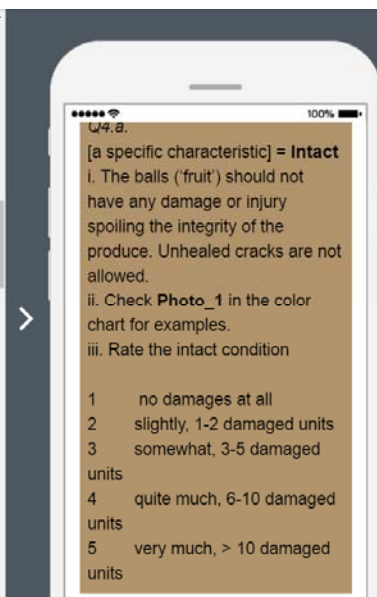 100%
Q4.a.
[a specific characteristic] = Intact
i. The balls ('fruit') should not
have any damage or injury
spoiling the integrity of the
produce. Unhealed cracks are not
allowed.
ii. Check Photo_1 in the color
chart for examples.
iii. Rate the intact condition
1 no damages at all
2 slightly, 1-2 damaged units
3 somewhat, 3-5 damaged
units
4 quite much, 6-10 damaged
units
5 very much, > 10 damaged
units